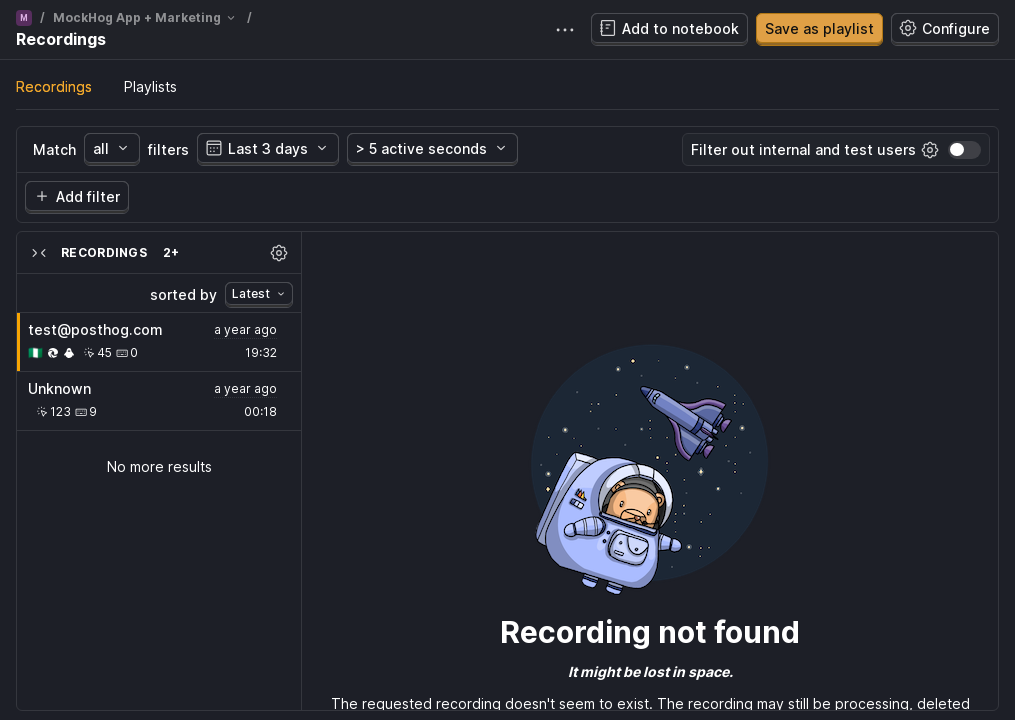 M / MockHog App + Marketing /
Recordings
Add to notebook
Save as playlist
Configure
Recordings
Playlists
Match all filters Last 3 days > 5 active seconds
Filter out internal and test users
Add filter
RECORDINGS 2+
sorted by Latest
test@posthog.com a year ago
45 0 19:32
Unknown a year ago
123 9 00:18
No more results
Recording not found
It might be lost in space.
The requested recording doesn't seem to exist. The recording may still be processing, deleted